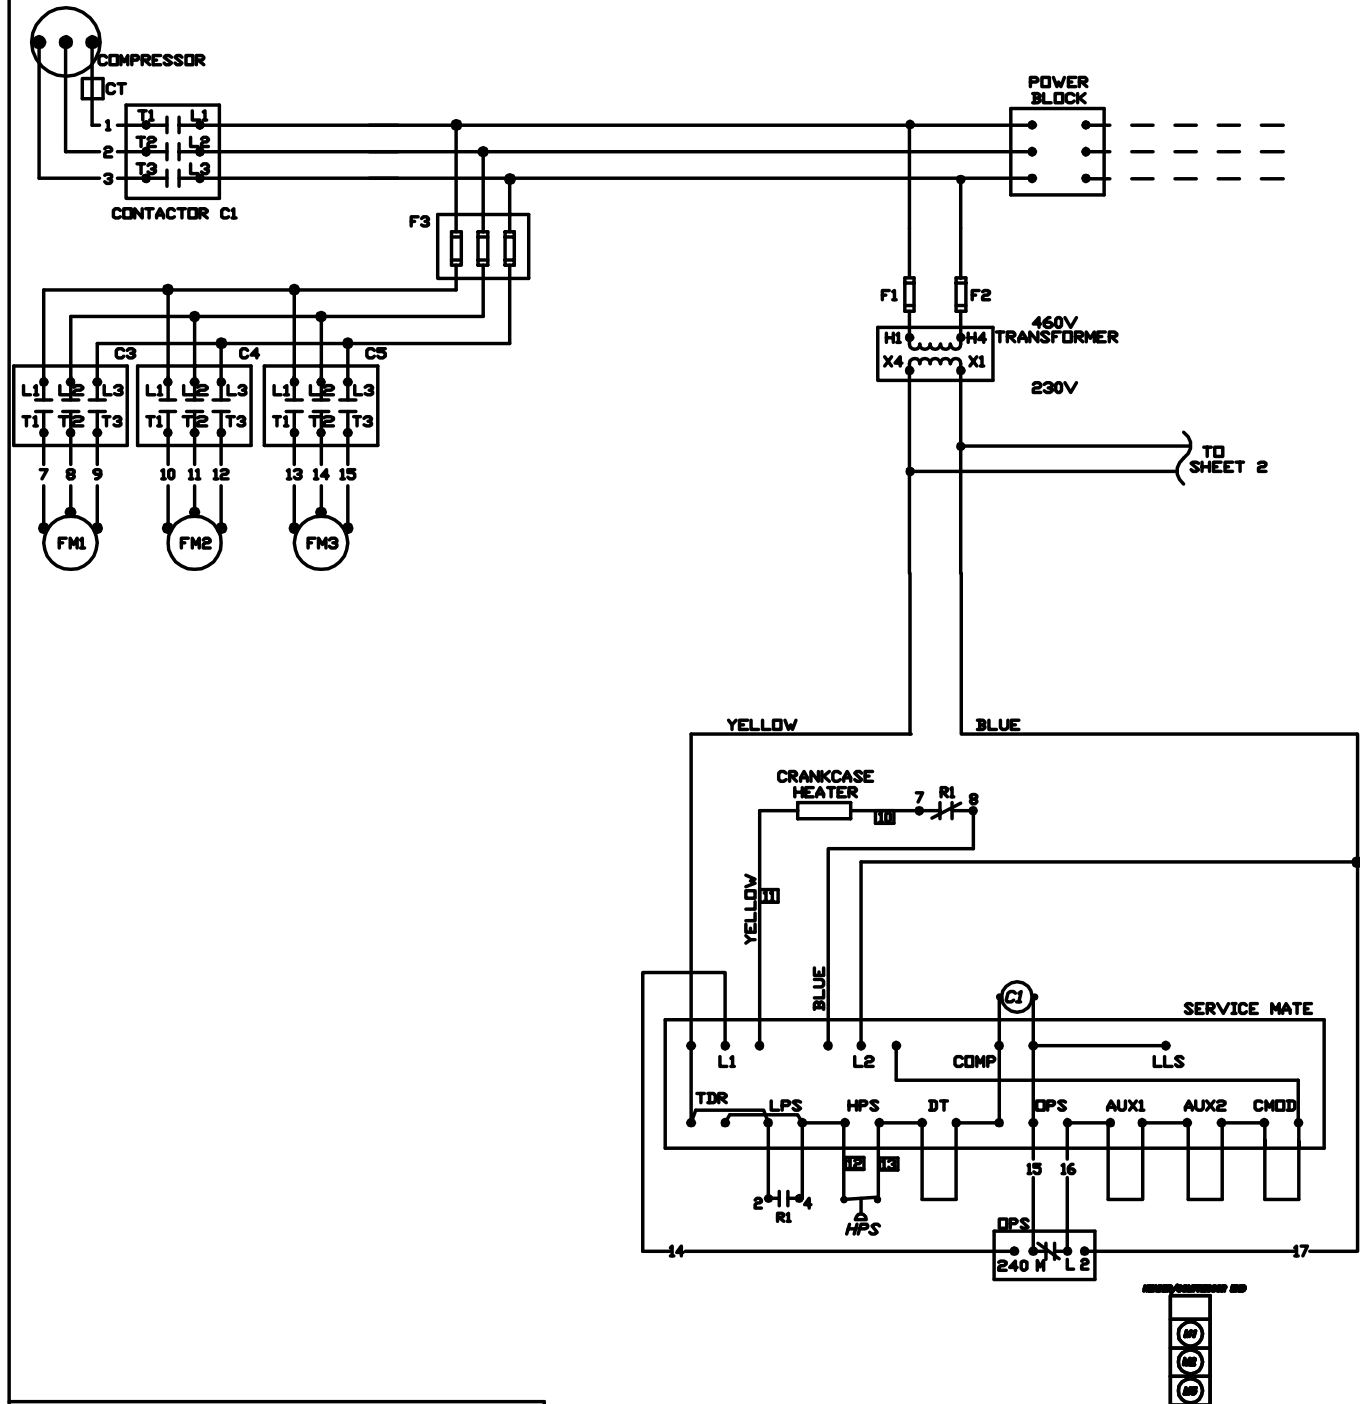 COMPRESSOR
CT
POWER
BLOCK
T1 L1
1
T2 L2
2
T3 L3
3
CONTACTOR C1
F3
F1 F2
460V
H1 H4 TRANSFORMER
X4 X1
230V
C3 C4 C5
L1 L2 L3 L1 L2 L3 L1 L2 L3
T1 T2 T3 T1 T2 T3 T1 T2 T3
TO
SHEET 2
7 8 9 10 11 12 13 14 15
FM1 FM2 FM3
YELLOW BLUE
CRANKCASE
HEATER
7 R1 8
10
YELLOW
11
BLUE
C1
SERVICE MATE
L1 L2 COMP LLS
TDR LPS HPS DT OPS AUX1 AUX2 CMOD
12 13 15 16
2 4
R1
HPS
OPS
14 17
240 M L 2